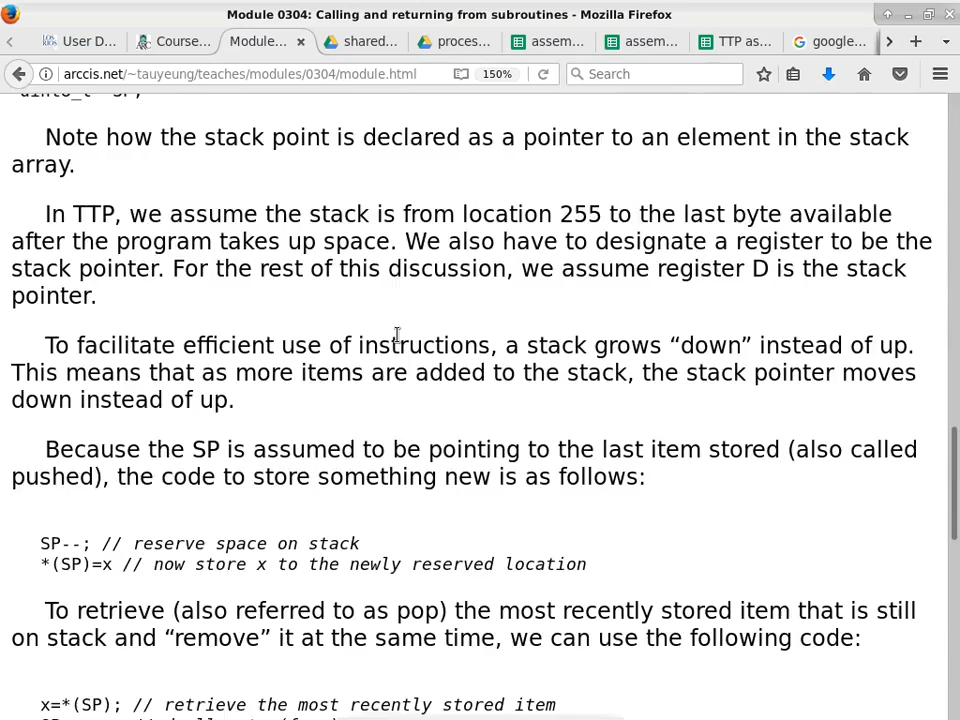 Module 0304: Calling and returning from subroutines - Mozilla Firefox
User D...
Course...
Module...
shared...
proces...
assem...
assem...
TTP as...
google...
arccis.net/~tauyeung/teaches/modules/0304/module.html
150%
Search
Note how the stack point is declared as a pointer to an element in the stack
array.
In TTP, we assume the stack is from location 255 to the last byte available
after the program takes up space. We also have to designate a register to be the
stack pointer. For the rest of this discussion, we assume register D is the stack
pointer.
To facilitate efficient use of instructions, a stack grows “down” instead of up.
This means that as more items are added to the stack, the stack pointer moves
down instead of up.
Because the SP is assumed to be pointing to the last item stored (also called
pushed), the code to store something new is as follows:
SP--; // reserve space on stack
*(SP)=x // now store x to the newly reserved location
To retrieve (also referred to as pop) the most recently stored item that is still
on stack and “remove” it at the same time, we can use the following code:
x=*(SP); // retrieve the most recently stored item